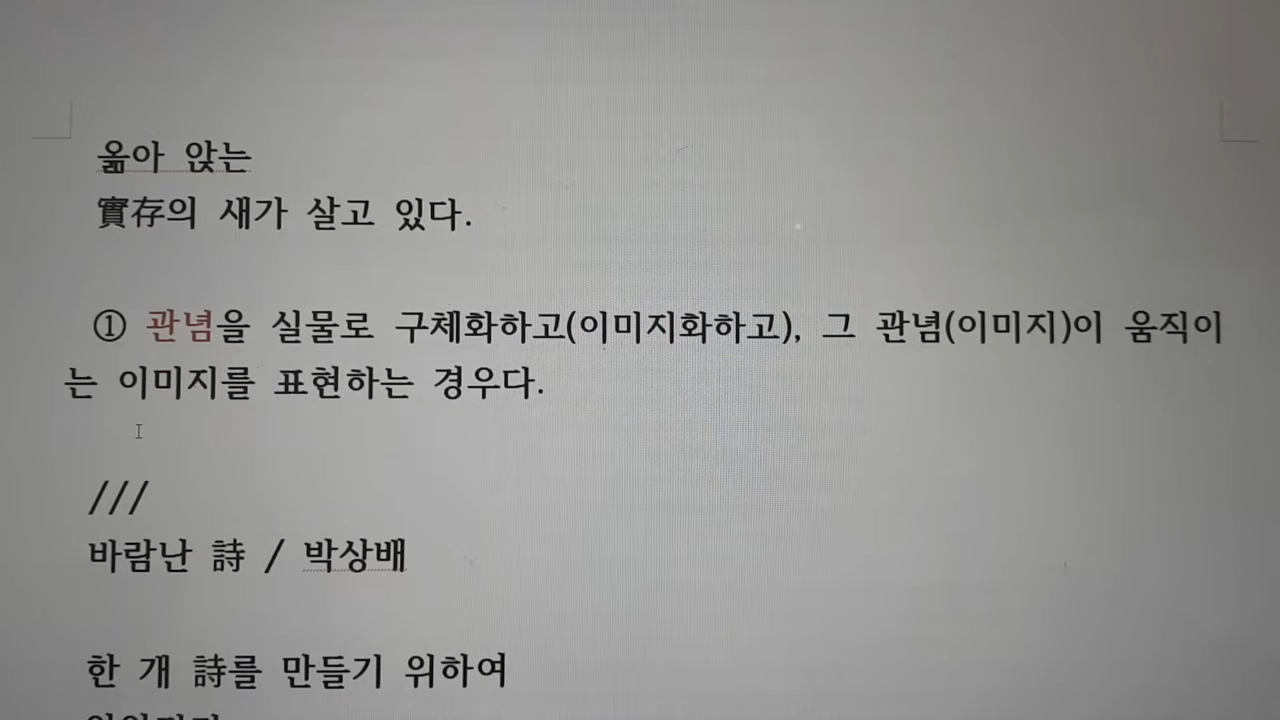 옮아 앉는
實存의 새가 살고 있다.
① 관념을 실물로 구체화하고(이미지화하고), 그 관념(이미지)이 움직이
는 이미지를 표현하는 경우다.
///
바람난 詩 / 박상배
한 개 詩를 만들기 위하여